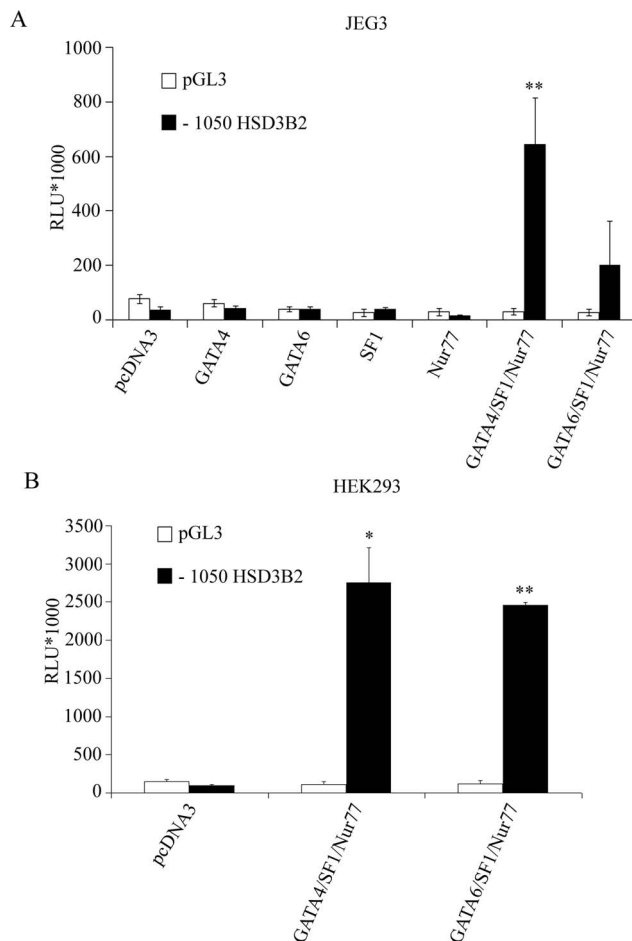 A
JEG3
1000
800
600
400
200
0
RLU*1000
pGL3
- 1050 HSD3B2
**
pcDNA3
GATA4
GATA6
SF1
Nur77
GATA4/SF1/Nur77
GATA6/SF1/Nur77
B
HEK293
3500
3000
2500
2000
1500
1000
500
0
RLU*1000
pGL3
- 1050 HSD3B2
*
**
pcDNA3
GATA4/SF1/Nur77
GATA6/SF1/Nur77